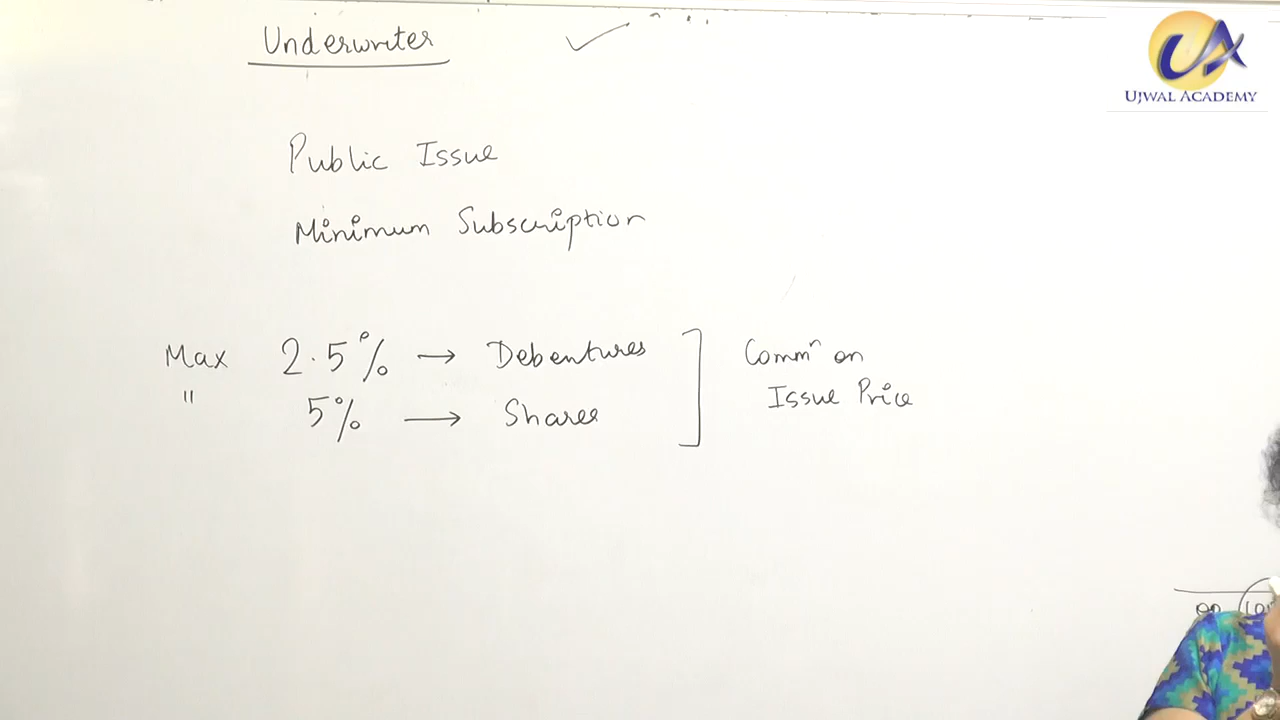 Underwriter
UJWAL ACADEMY
Public Issue
Minimum Subscription
Max 2.5% → Debentures
" 5% → Shares
Commn on
Issue Price